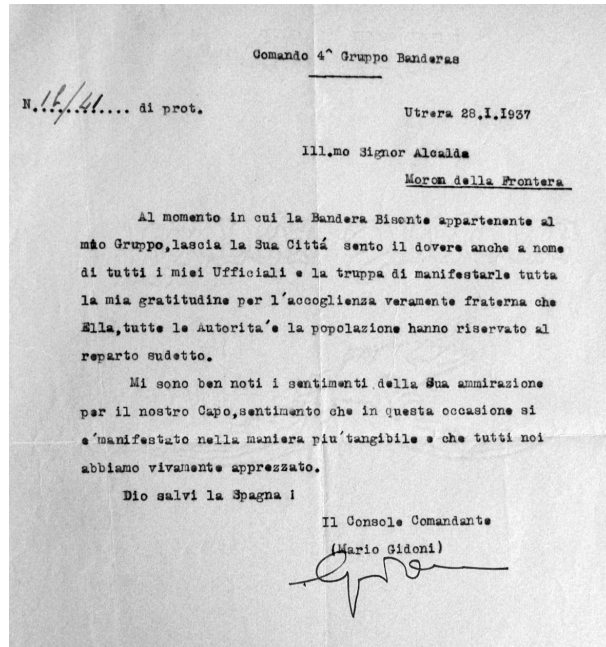 Comando 4^ Gruppo Banderas
N.16/41.... di prot.
Utrera 28.I.1937
Ill.mo Signor Alcalde
Moron della Frontera
Al momento in cui la Bandera Bisonte appartenente al
mio Gruppo,lascia la Sua Cittá sento il dovere anche a nome
di tutti i miei Ufficiali e la truppa di manifestarle tutta
la mia gratitudine per l'accoglienza veramente fraterna che
Ella,tutte le Autorita'e la popolazione hanno riservato al
reparto sudetto.
Mi sono ben noti i sentimenti della Sua ammirazione
per il nostro Capo,sentimento che in questa occasione si
e'manifestato nella maniera piu'tangibile e che tutti noi
abbiamo vivamente apprezzato.
Dio salvi la Spagna !
Il Console Comandante
(Mario Gidoni)